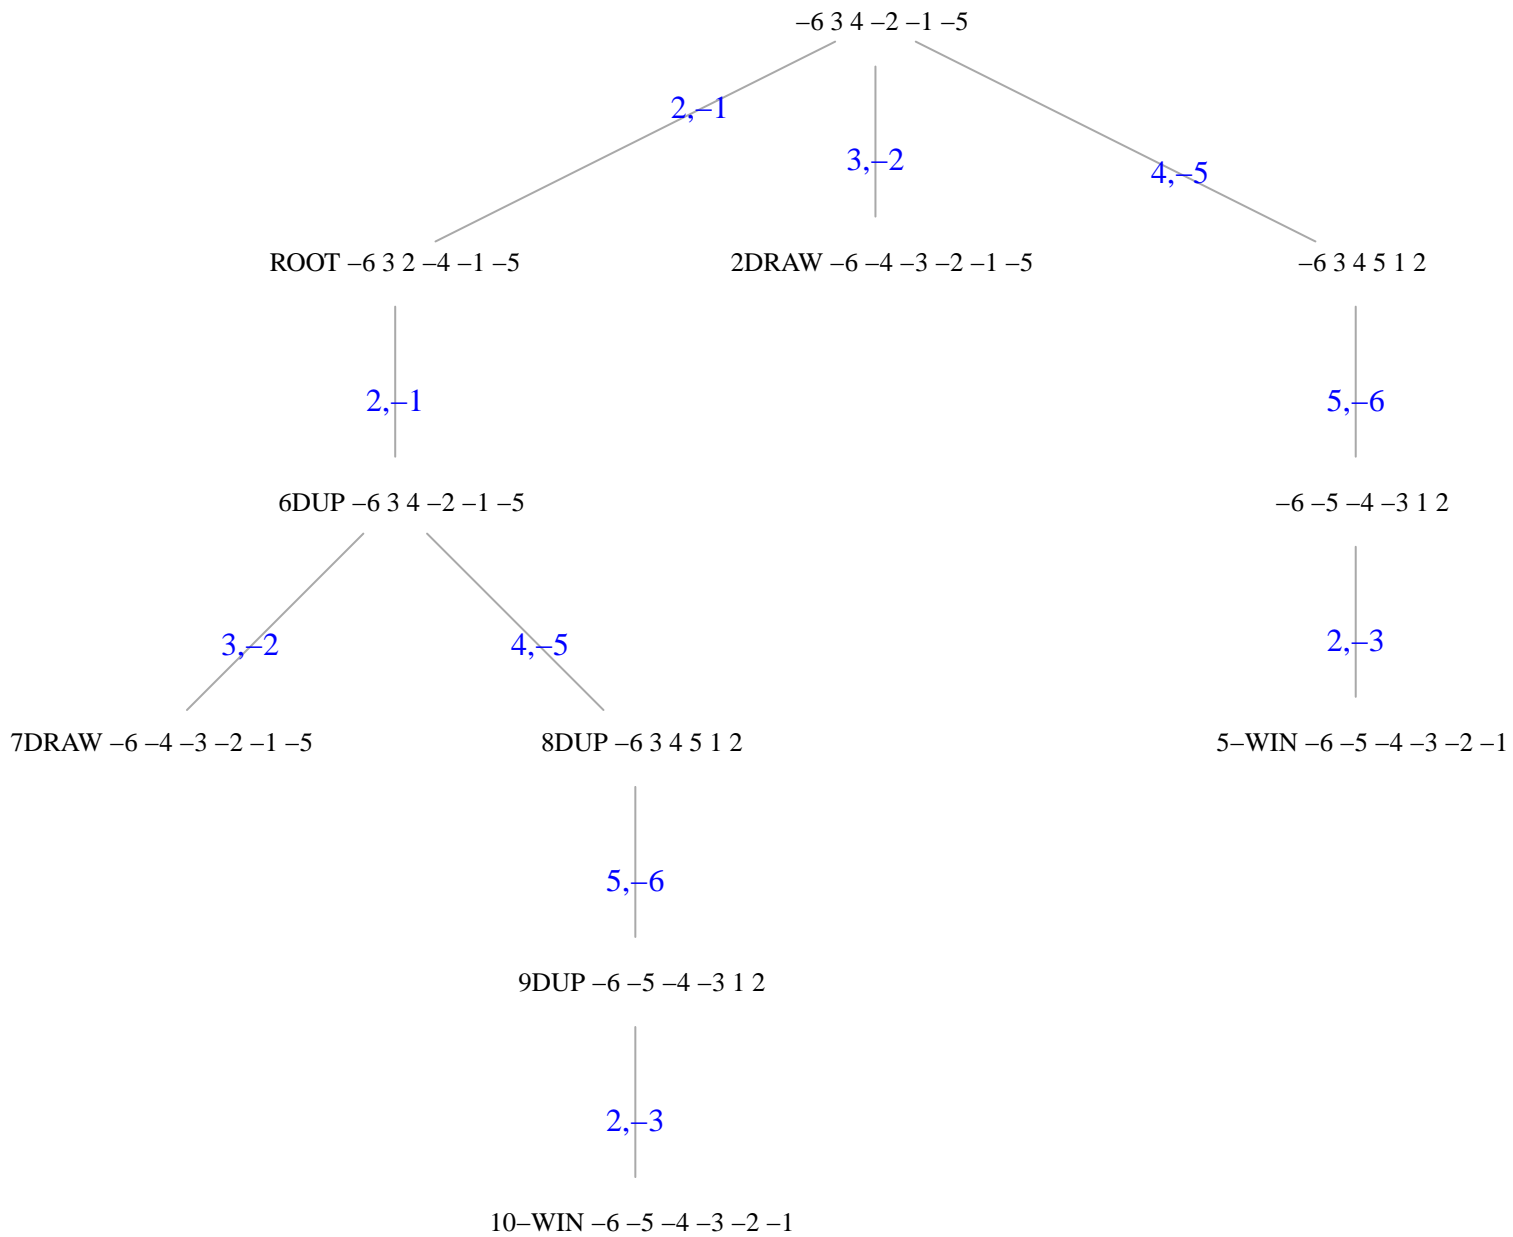 –6 3 4 –2 –1 –5
2,–1
3,–2
4,–5
ROOT –6 3 2 –4 –1 –5
2DRAW –6 –4 –3 –2 –1 –5
–6 3 4 5 1 2
2,–1
5,–6
6DUP –6 3 4 –2 –1 –5
–6 –5 –4 –3 1 2
3,–2
4,–5
2,–3
7DRAW –6 –4 –3 –2 –1 –5
8DUP –6 3 4 5 1 2
5–WIN –6 –5 –4 –3 –2 –1
5,–6
9DUP –6 –5 –4 –3 1 2
2,–3
10–WIN –6 –5 –4 –3 –2 –1